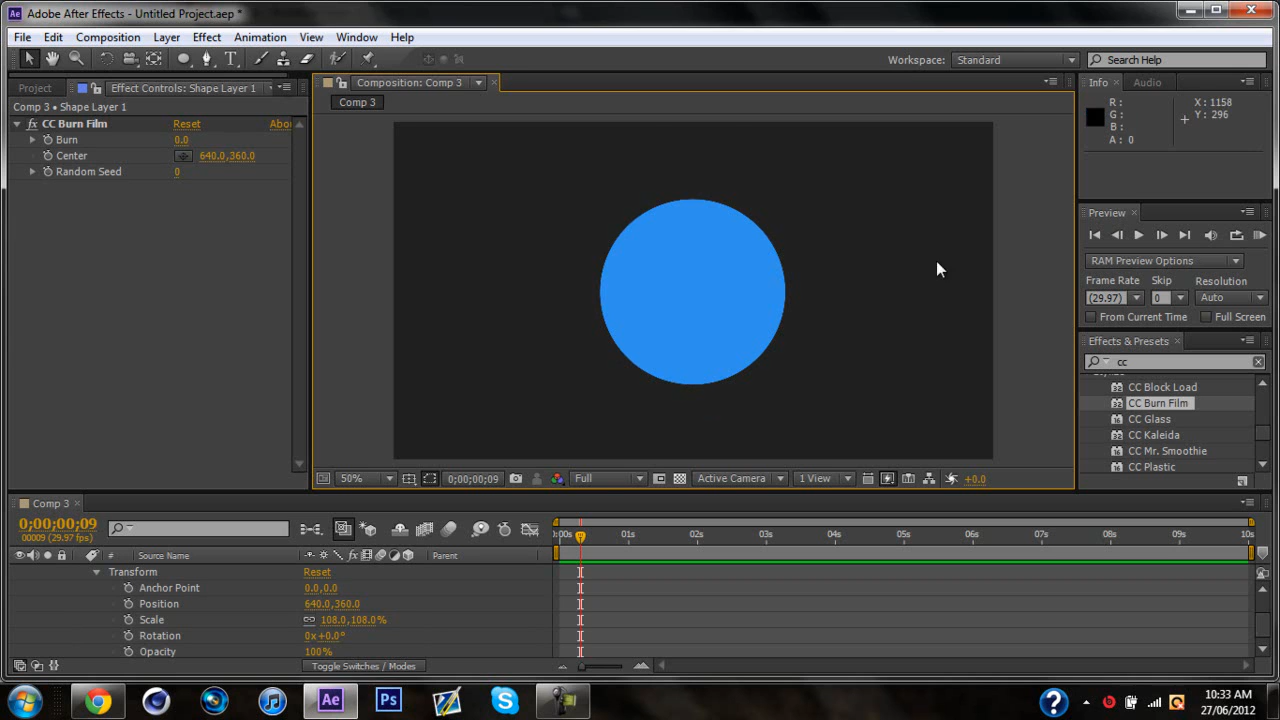 Ae Adobe After Effects - Untitled Project.aep *
File Edit Composition Layer Effect Animation View Window Help
Workspace: Standard
Search Help
Project
Effect Controls: Shape Layer 1
Comp 3 • Shape Layer 1
fx CC Burn Film Reset Abo
Burn 0.0
Center 640.0,360.0
Random Seed 0
Composition: Comp 3
Comp 3
50% 0;00;00;09 Full Active Camera 1 View +0.0
Info Audio
R: X: 1158
G: Y: 296
B:
A: 0
Preview
RAM Preview Options
Frame Rate Skip Resolution
(29.97) 0 Auto
From Current Time Full Screen
Effects & Presets
cc
CC Block Load
CC Burn Film
CC Glass
CC Kaleida
CC Mr. Smoothie
CC Plastic
Comp 3
0;00;00;09
00009 (29.97 fps)
# Source Name fx Parent
:00s 01s 02s 03s 04s 05s 06s 07s 08s 09s 10s
Transform Reset
Anchor Point 0.0,0.0
Position 640.0,360.0
Scale 108.0,108.0%
Rotation 0x+0.0°
Opacity 100%
Toggle Switches / Modes
Ae Ps
10:33 AM
27/06/2012